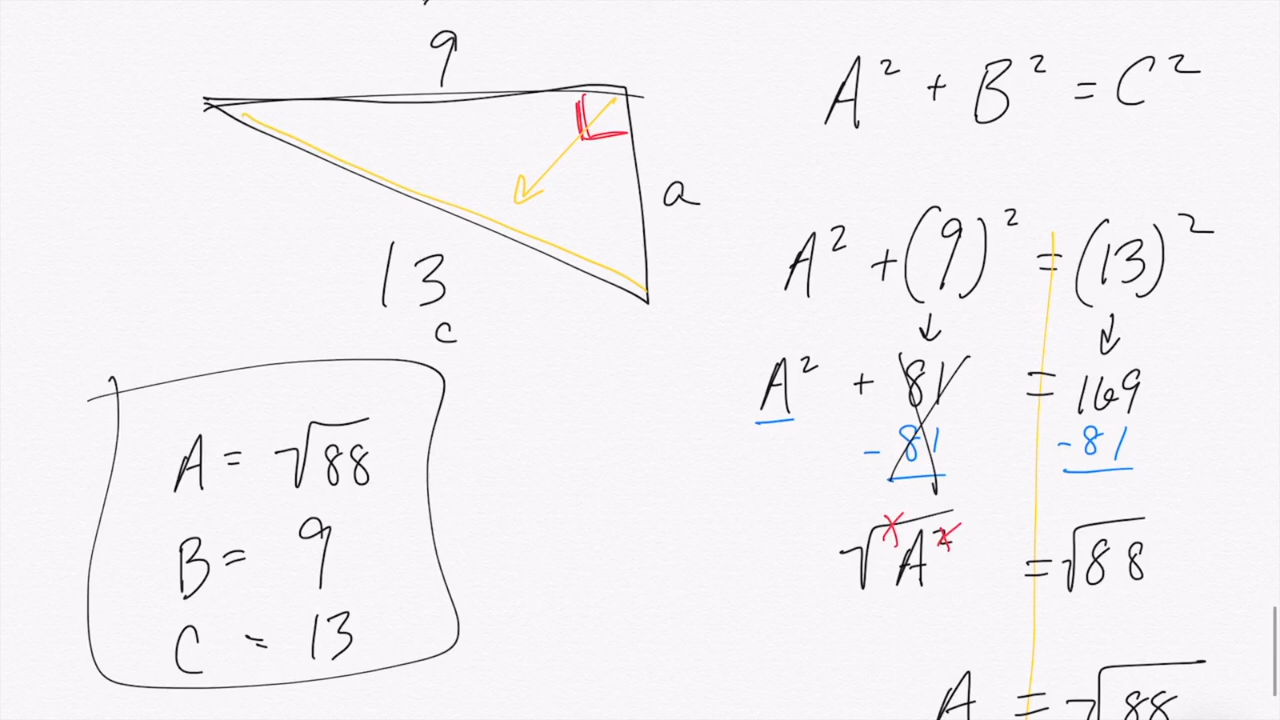 9
a
13
c
A = √88
B = 9
C = 13
A² + B² = C²
A² + (9)² = (13)²
↓ ↓
A² + 81 = 169
- 81 - 81
√A² = √88
A = √88